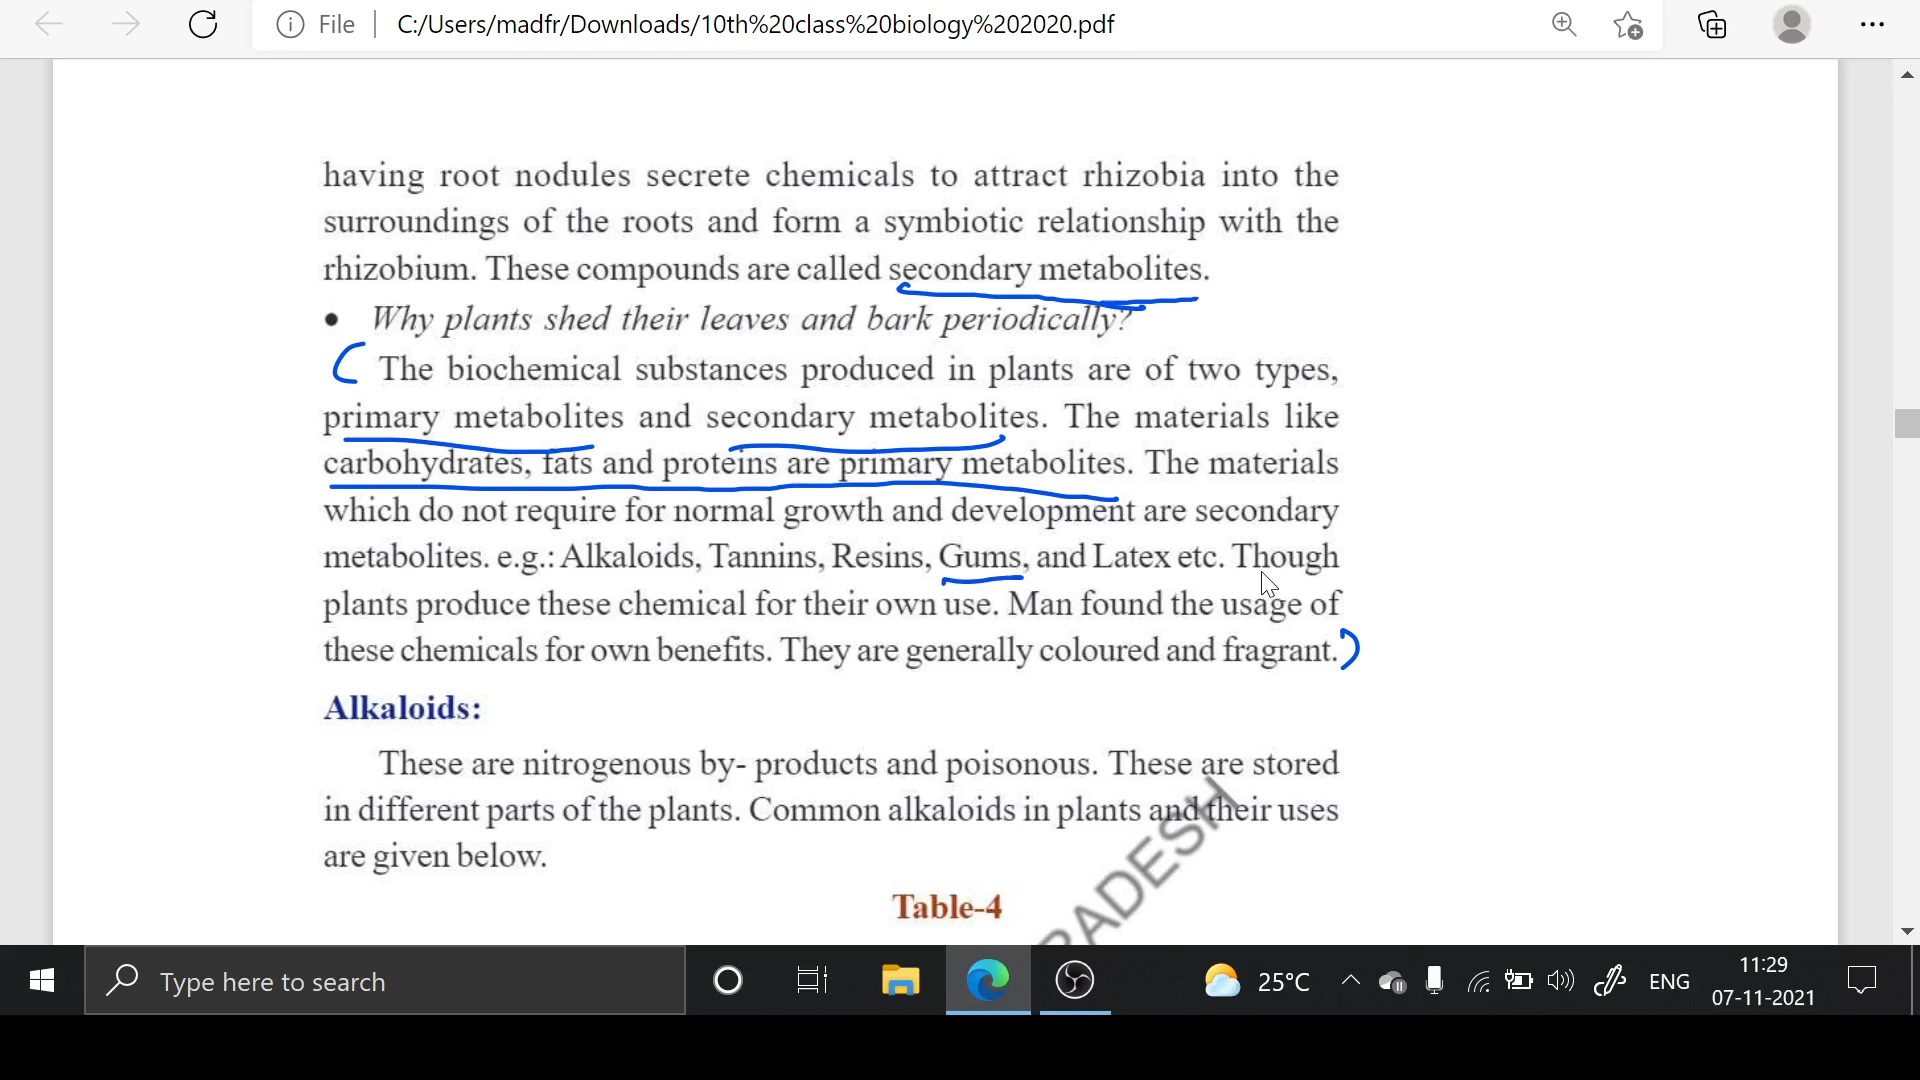 File
C:/Users/madfr/Downloads/10th%20class%20biology%202020.pdf
having root nodules secrete chemicals to attract rhizobia into the
surroundings of the roots and form a symbiotic relationship with the
rhizobium. These compounds are called secondary metabolites.
• Why plants shed their leaves and bark periodically?
( The biochemical substances produced in plants are of two types,
primary metabolites and secondary metabolites. The materials like
carbohydrates, fats and proteins are primary metabolites. The materials
which do not require for normal growth and development are secondary
metabolites. e.g.: Alkaloids, Tannins, Resins, Gums, and Latex etc. Though
plants produce these chemical for their own use. Man found the usage of
these chemicals for own benefits. They are generally coloured and fragrant. )
Alkaloids:
These are nitrogenous by- products and poisonous. These are stored
in different parts of the plants. Common alkaloids in plants and their uses
are given below.
Table-4
RADESH
Type here to search
25°C
ENG
11:29
07-11-2021